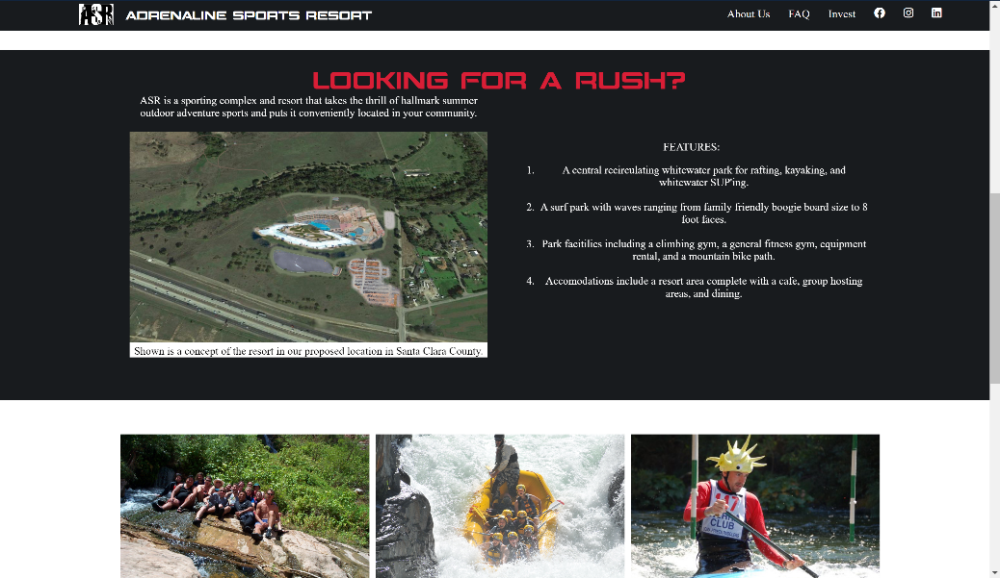 ASR
ADRENALINE SPORTS RESORT
About Us
FAQ
Invest
LOOKING FOR A RUSH?
ASR is a sporting complex and resort that takes the thrill of hallmark summer
outdoor adventure sports and puts it conveniently located in your community.
FEATURES:
1. A central recirculating whitewater park for rafting, kayaking, and
whitewater SUP'ing.
2. A surf park with waves ranging from family friendly boogie board size to 8
foot faces.
3. Park facitilies including a climbing gym, a general fitness gym, equipment
rental, and a mountain bike path.
4. Accomodations include a resort area complete with a cafe, group hosting
areas, and dining.
Shown is a concept of the resort in our proposed location in Santa Clara County.
CLUB